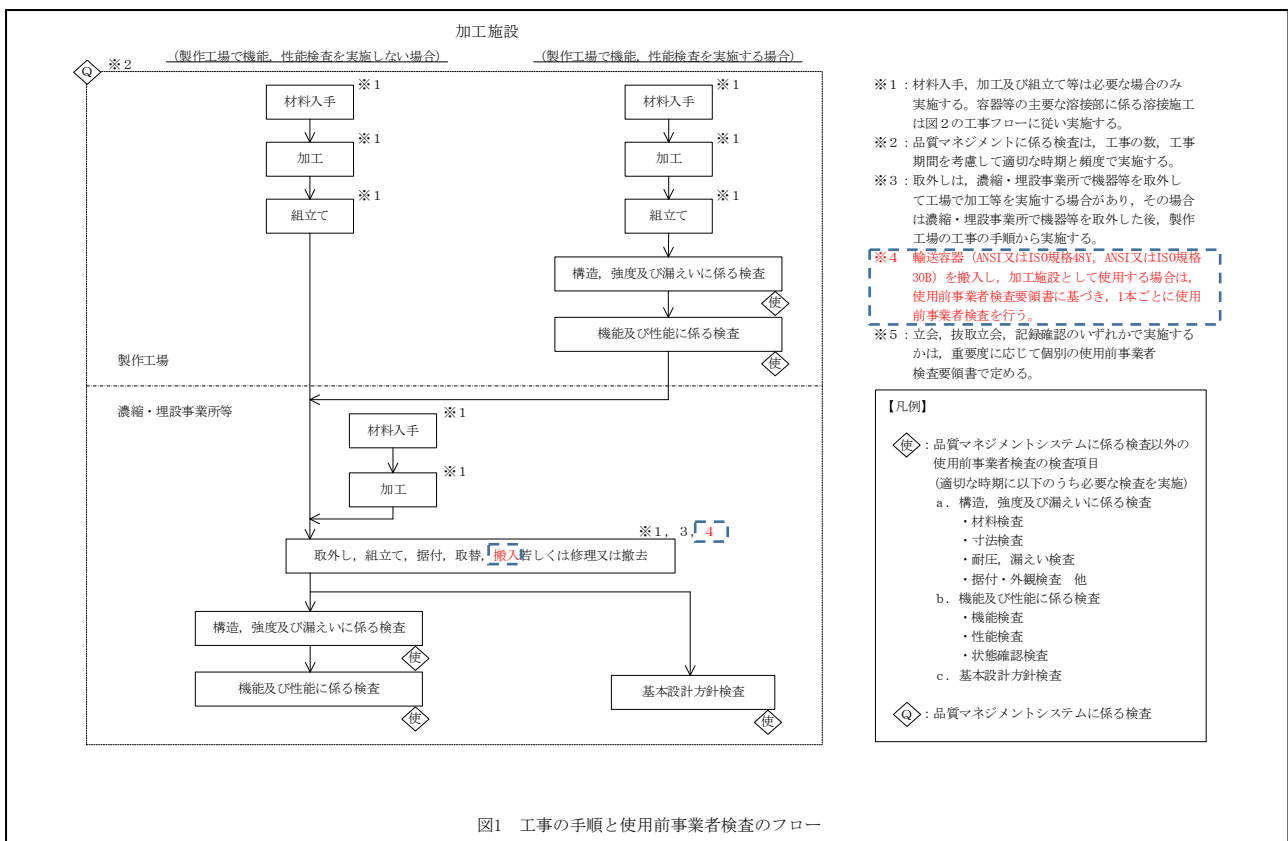 加工施設
(製作工場で機能，性能検査を実施しない場合)
(製作工場で機能，性能検査を実施する場合)
Q
※２
材料入手
※１
加工
※１
組立て
※１
材料入手
※１
加工
※１
組立て
※１
構造，強度及び漏えいに係る検査
使
機能及び性能に係る検査
使
製作工場
濃縮・埋設事業所等
材料入手
※１
加工
※１
※１，３，４
取外し，組立て，据付，取替，搬入若しくは修理又は撤去
構造，強度及び漏えいに係る検査
使
機能及び性能に係る検査
使
基本設計方針検査
使
※１：材料入手，加工及び組立て等は必要な場合のみ
実施する。容器等の主要な溶接部に係る溶接施工
は図２の工事フローに従い実施する。
※２：品質マネジメントに係る検査は，工事の数，工事
期間を考慮して適切な時期と頻度で実施する。
※３：取外しは，濃縮・埋設事業所で機器等を取外し
て工場で加工等を実施する場合があり，その場合
は濃縮・埋設事業所で機器等を取外した後，製作
工場の工事の手順から実施する。
※４ 輸送容器（ANSI又はISO規格48Y，ANSI又はISO規格
30B）を搬入し，加工施設として使用する場合は，
使用前事業者検査要領書に基づき，1本ごとに使用
前事業者検査を行う。
※５：立会，抜取立会，記録確認のいずれかで実施する
かは，重要度に応じて個別の使用前事業者
検査要領書で定める。
【凡例】
使：品質マネジメントシステムに係る検査以外の
使用前事業者検査の検査項目
(適切な時期に以下のうち必要な検査を実施)
ａ．構造，強度及び漏えいに係る検査
・材料検査
・寸法検査
・耐圧，漏えい検査
・据付・外観検査　他
ｂ．機能及び性能に係る検査
・機能検査
・性能検査
・状態確認検査
ｃ．基本設計方針検査
Q：品質マネジメントシステムに係る検査
図1　工事の手順と使用前事業者検査のフロー